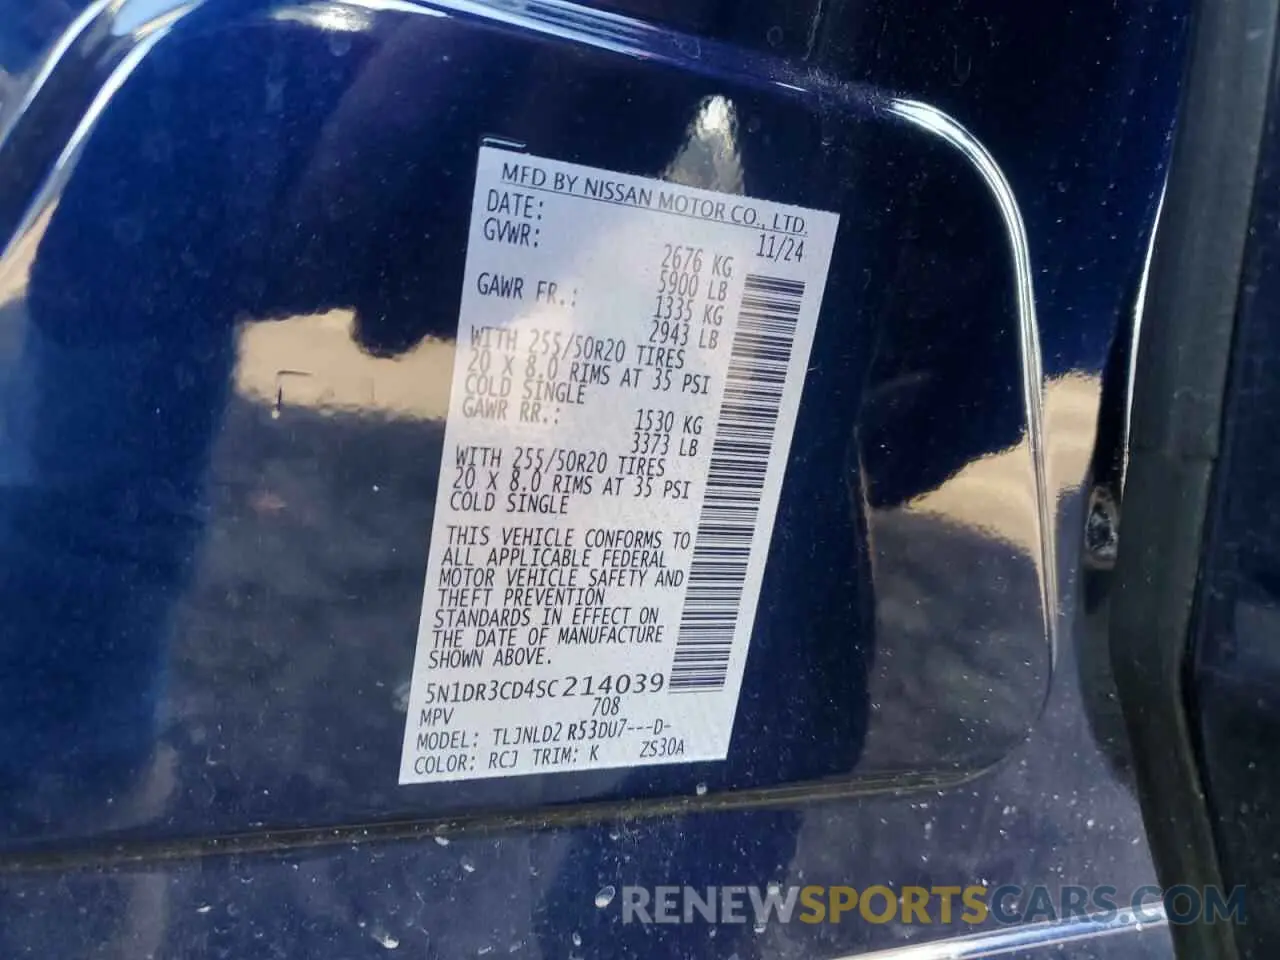 MFD BY NISSAN MOTOR CO., LTD.
DATE: 11/24
GVWR: 2676 KG
5900 LB
GAWR FR.: 1335 KG
2943 LB
WITH 255/50R20 TIRES
20 X 8.0 RIMS AT 35 PSI
COLD SINGLE
GAWR RR.: 1530 KG
3373 LB
WITH 255/50R20 TIRES
20 X 8.0 RIMS AT 35 PSI
COLD SINGLE
THIS VEHICLE CONFORMS TO
ALL APPLICABLE FEDERAL
MOTOR VEHICLE SAFETY AND
THEFT PREVENTION
STANDARDS IN EFFECT ON
THE DATE OF MANUFACTURE
SHOWN ABOVE.
5N1DR3CD4SC214039
MPV 708
MODEL: TLJNLD2 R53DU7---D-
COLOR: RCJ TRIM: K ZS30A
RENEWSPORTSCARS.COM